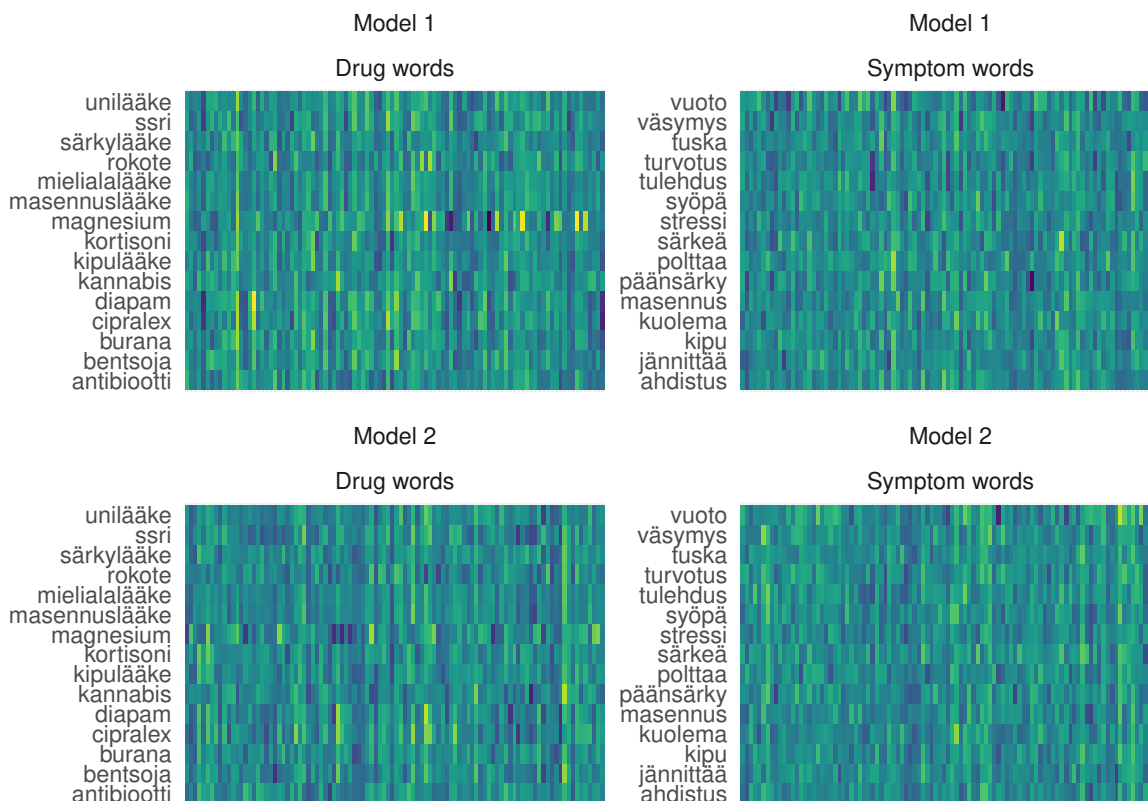 Model 1
Drug words
unilääke
ssri
särkylääke
rokote
mielialalääke
masennuslääke
magnesium
kortisoni
kipulääke
kannabis
diapam
cipralex
burana
bentsoja
antibiootti
Model 1
Symptom words
vuoto
väsymys
tuska
turvotus
tulehdus
syöpä
stressi
särkeä
polttaa
päänsärky
masennus
kuolema
kipu
jännittää
ahdistus
Model 2
Drug words
unilääke
ssri
särkylääke
rokote
mielialalääke
masennuslääke
magnesium
kortisoni
kipulääke
kannabis
diapam
cipralex
burana
bentsoja
antibiootti
Model 2
Symptom words
vuoto
väsymys
tuska
turvotus
tulehdus
syöpä
stressi
särkeä
polttaa
päänsärky
masennus
kuolema
kipu
jännittää
ahdistus